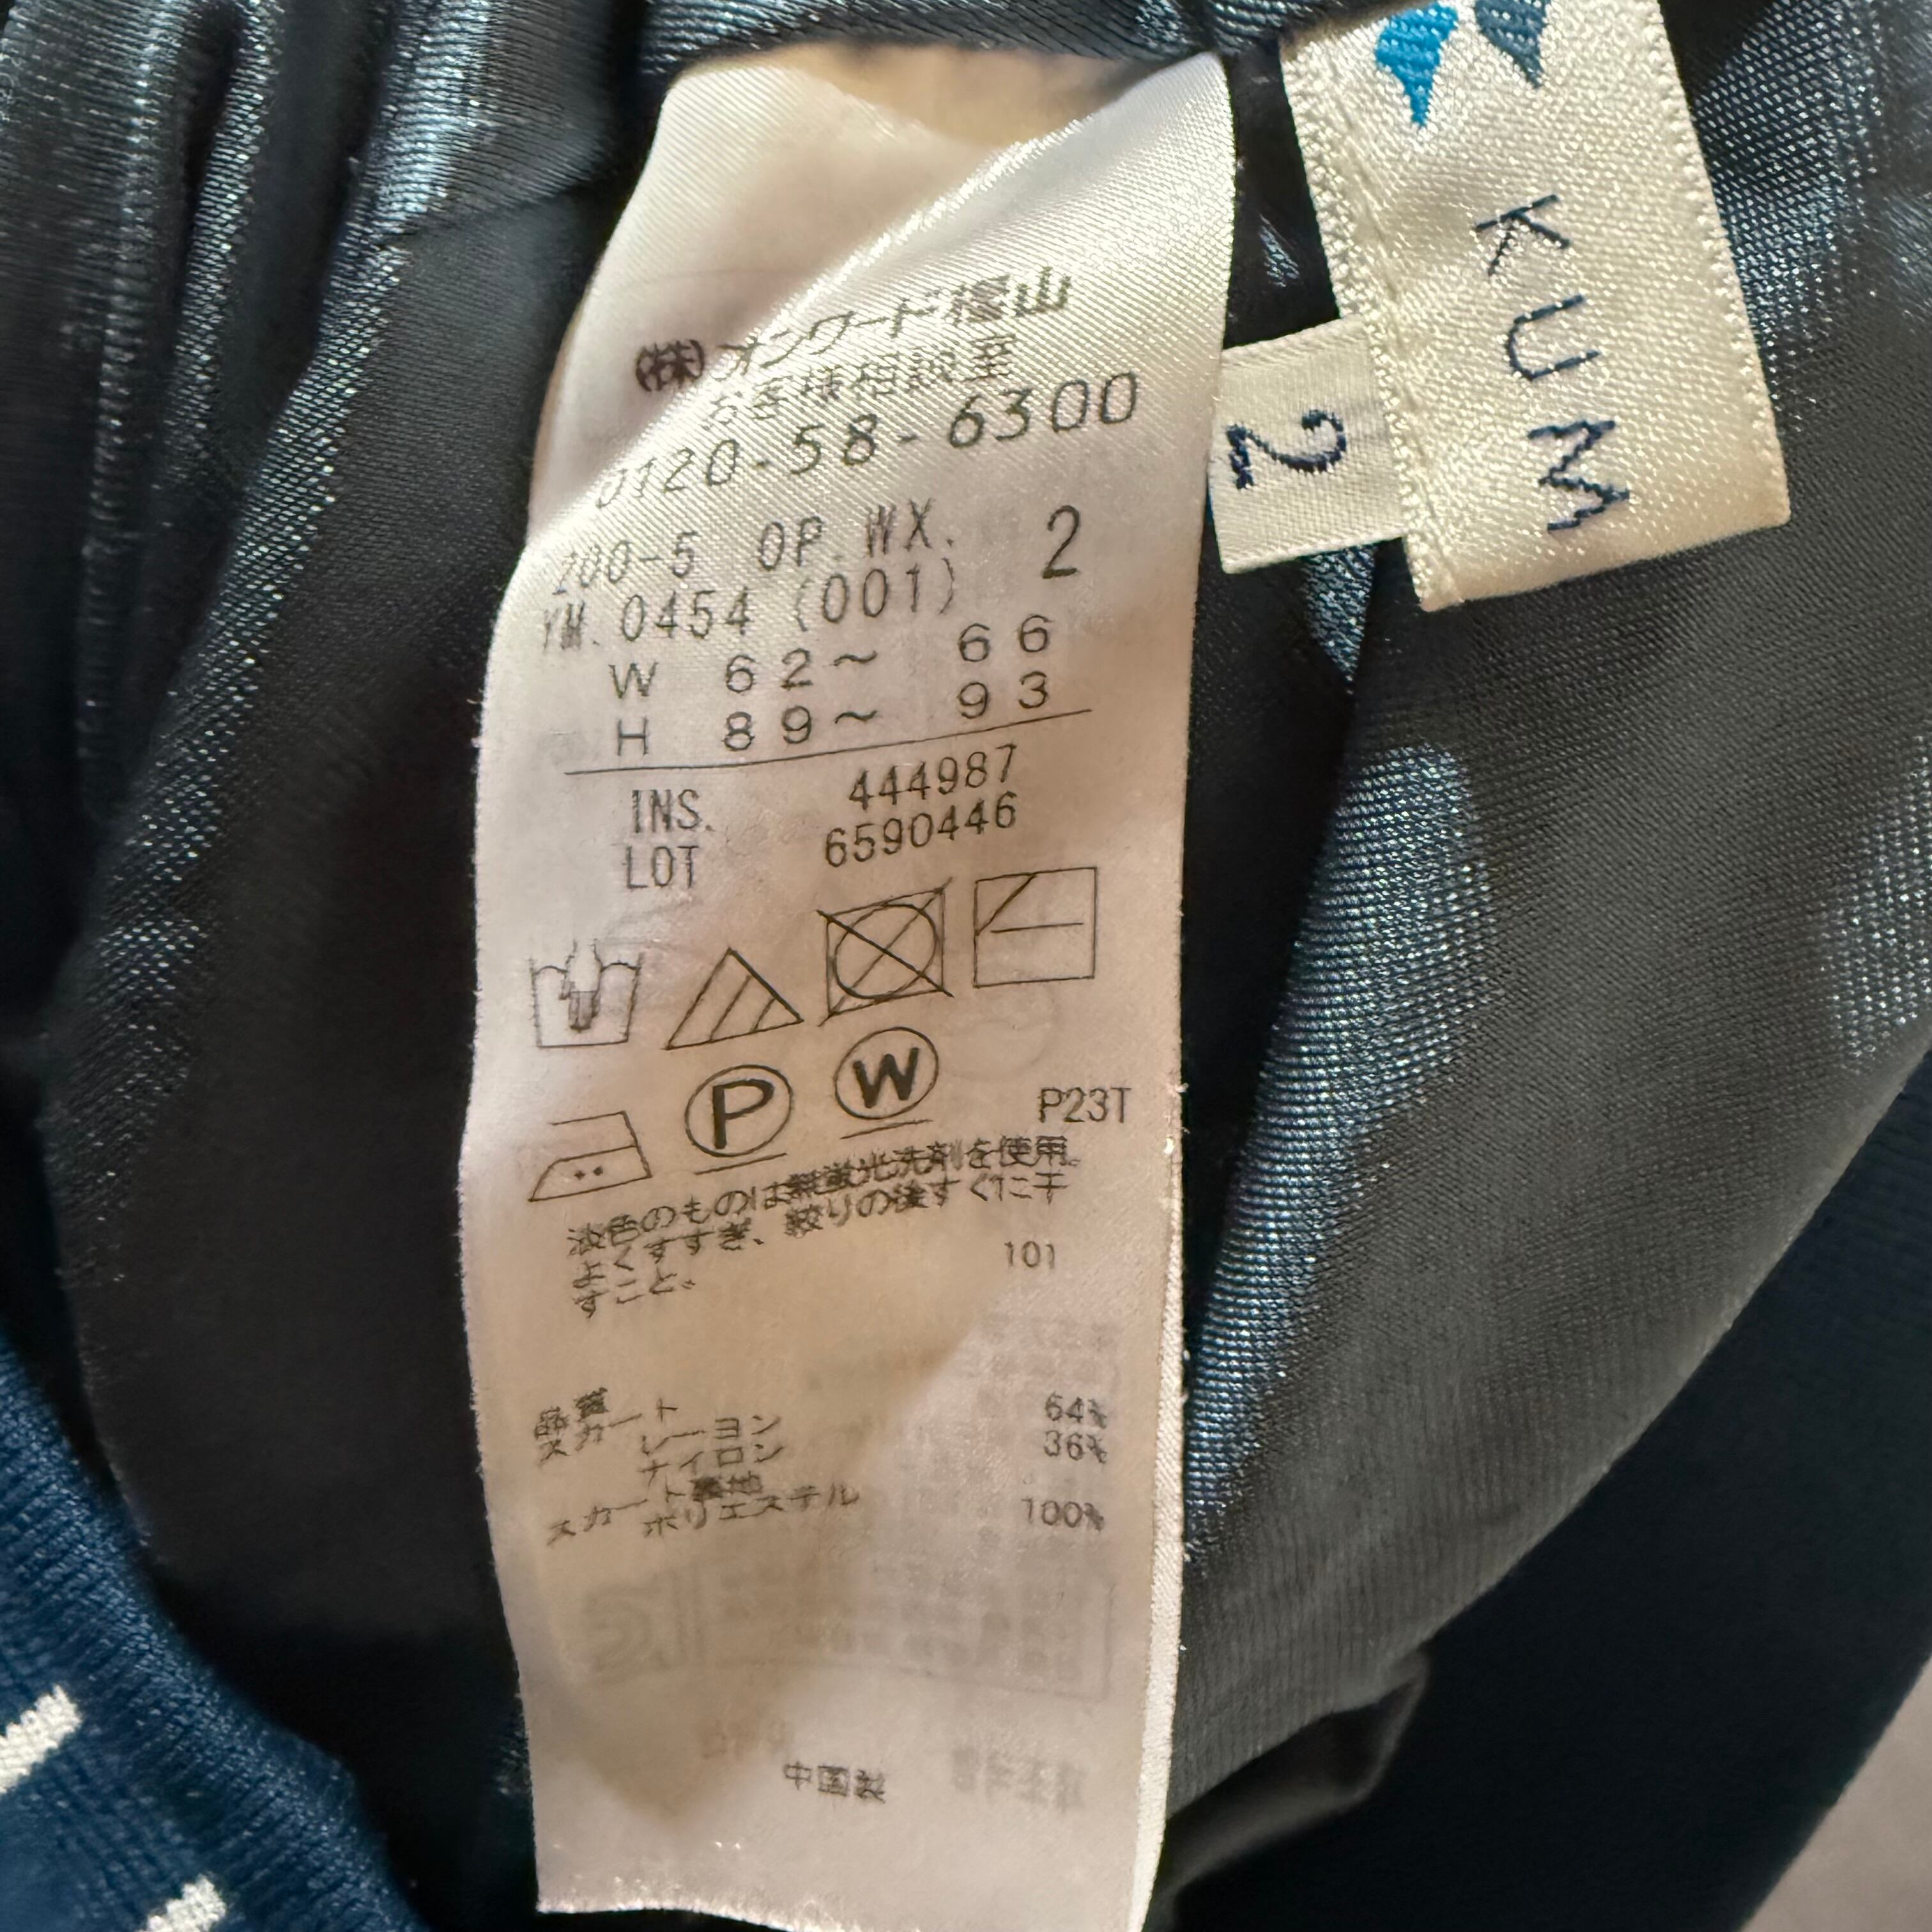 (株)オンワード樫山
お客様相談室
0120-58-6300
200-5 OP.WX. 2
YM.0454 (001)
W 62~ 66
H 89~ 93
INS. 444987
LOT 6590446
P
W
P23T
淡色のものは無蛍光洗剤を使用。
よくすすぎ、絞りの後すぐに干
すこと。
101
品質
スカート
レーヨン 64%
ナイロン 36%
スカート裏地
ポリエステル 100%
中国製
2
KUM